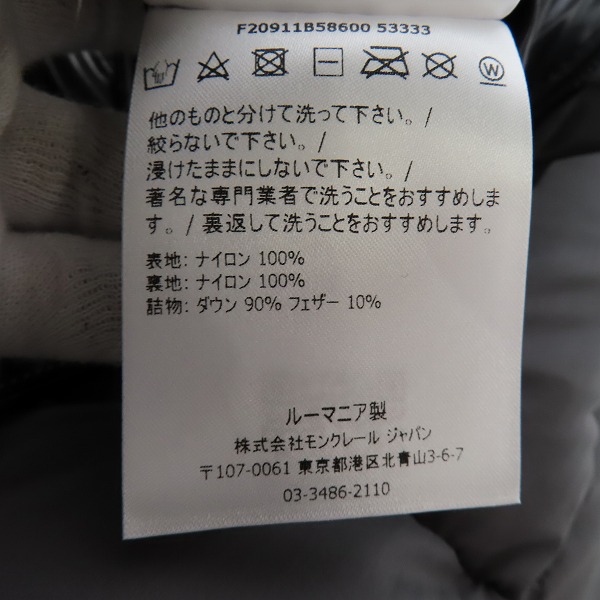 F20911B58600 53333
W
他のものと分けて洗って下さい。/
絞らないで下さい。/
浸けたままにしないで下さい。/
著名な専門業者で洗うことをおすすめしま
す。/ 裏返して洗うことをおすすめします。
表地: ナイロン 100%
裏地: ナイロン 100%
詰物: ダウン 90% フェザー 10%
ルーマニア製
株式会社モンクレール ジャパン
〒107-0061 東京都港区北青山3-6-7
03-3486-2110